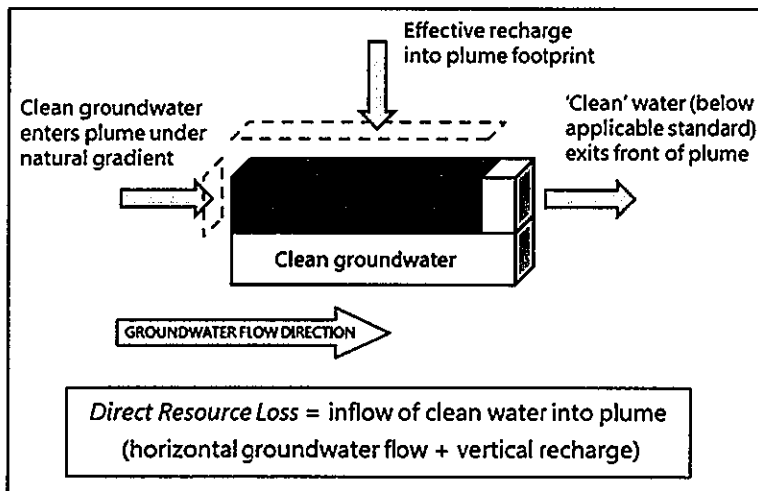 Effective recharge
into plume footprint
Clean groundwater
enters plume under
natural gradient
'Clean' water (below
applicable standard)
exits front of plume
Clean groundwater
GROUNDWATER FLOW DIRECTION
Direct Resource Loss = inflow of clean water into plume
(horizontal groundwater flow + vertical recharge)